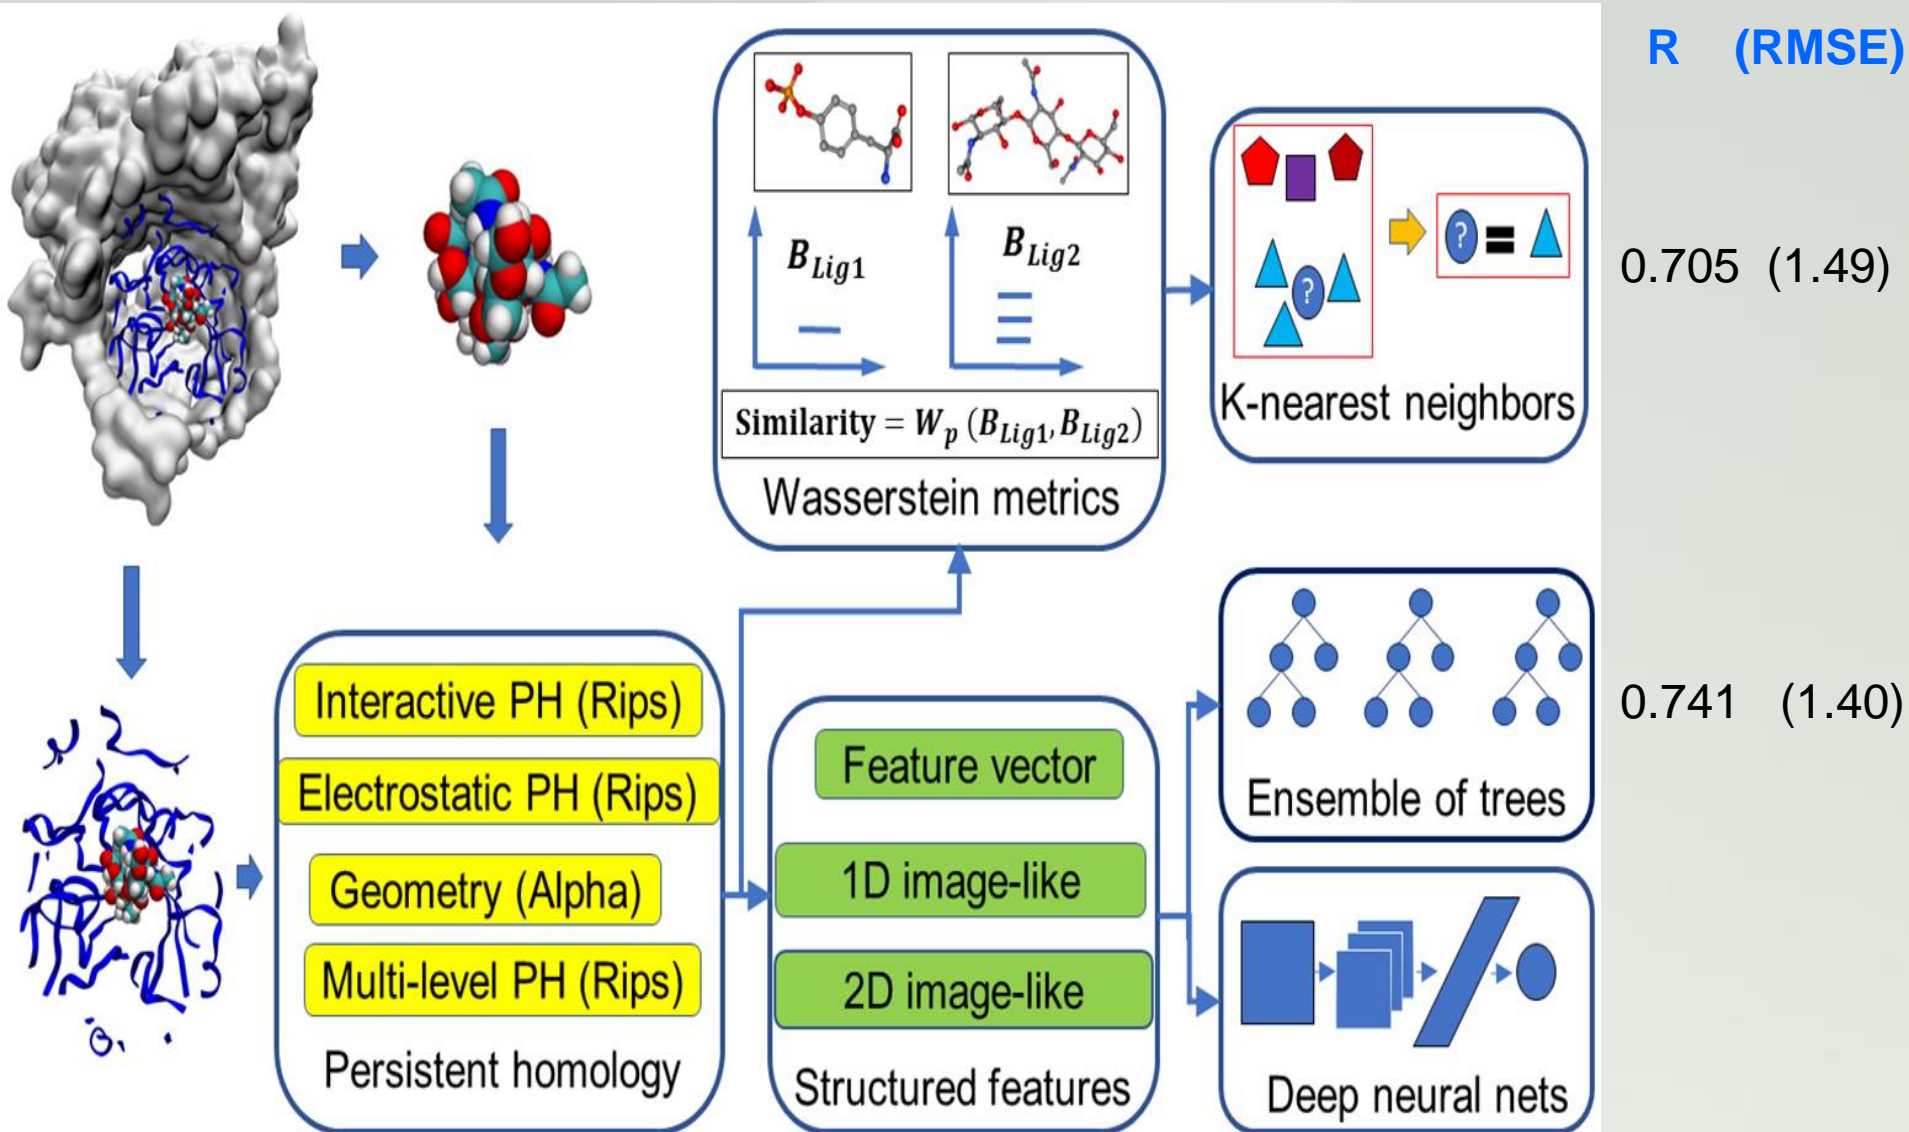 R (RMSE)
B_Lig1
B_Lig2
Similarity = W_p (B_Lig1, B_Lig2)
Wasserstein metrics
?
? =
K-nearest neighbors
0.705 (1.49)
Interactive PH (Rips)
Electrostatic PH (Rips)
Geometry (Alpha)
Multi-level PH (Rips)
Persistent homology
Feature vector
1D image-like
2D image-like
Structured features
Ensemble of trees
0.741 (1.40)
Deep neural nets